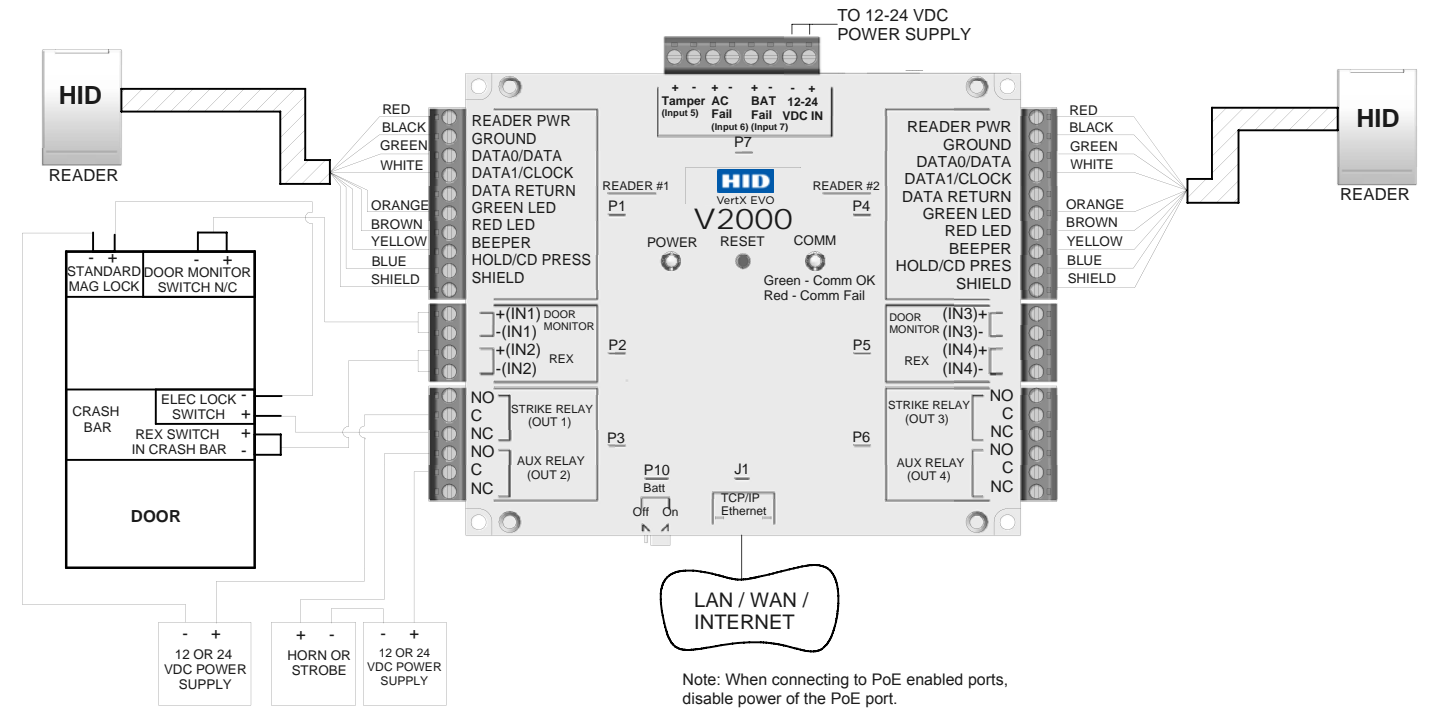 TO 12-24 VDC
POWER SUPPLY
HID
READER
RED
BLACK
GREEN
WHITE
ORANGE
BROWN
YELLOW
BLUE
SHIELD
READER PWR
GROUND
DATA0/DATA
DATA1/CLOCK
DATA RETURN
GREEN LED
RED LED
BEEPER
HOLD/CD PRESS
SHIELD
+ - + - + - +
Tamper AC BAT 12-24
(Input 5) Fail Fail VDC IN
(Input 6) (Input 7)
P7
READER #1
P1
HID
VertX EVO
V2000
READER #2
P4
POWER RESET COMM
Green - Comm OK
Red - Comm Fail
READER PWR
GROUND
DATA0/DATA
DATA1/CLOCK
DATA RETURN
GREEN LED
RED LED
BEEPER
HOLD/CD PRES
SHIELD
RED
BLACK
GREEN
WHITE
ORANGE
BROWN
YELLOW
BLUE
SHIELD
HID
READER
- +
STANDARD
MAG LOCK
- +
DOOR MONITOR
SWITCH N/C
ELEC LOCK -
SWITCH +
CRASH
BAR
REX SWITCH +
IN CRASH BAR -
DOOR
+(IN1) DOOR
-(IN1) MONITOR
+(IN2) REX
-(IN2)
P2
NO
C
NC
STRIKE RELAY
(OUT 1)
P3
NO
C
NC
AUX RELAY
(OUT 2)
DOOR (IN3)+
MONITOR (IN3)-
REX (IN4)+
(IN4)-
P5
STRIKE RELAY
(OUT 3)
NO
C
NC
P6
AUX RELAY
(OUT 4)
NO
C
NC
P10
Batt
Off On
J1
TCP/IP
Ethernet
LAN / WAN /
INTERNET
- +
12 OR 24
VDC POWER
SUPPLY
+ -
HORN OR
STROBE
- +
12 OR 24
VDC POWER
SUPPLY
Note: When connecting to PoE enabled ports,
disable power of the PoE port.